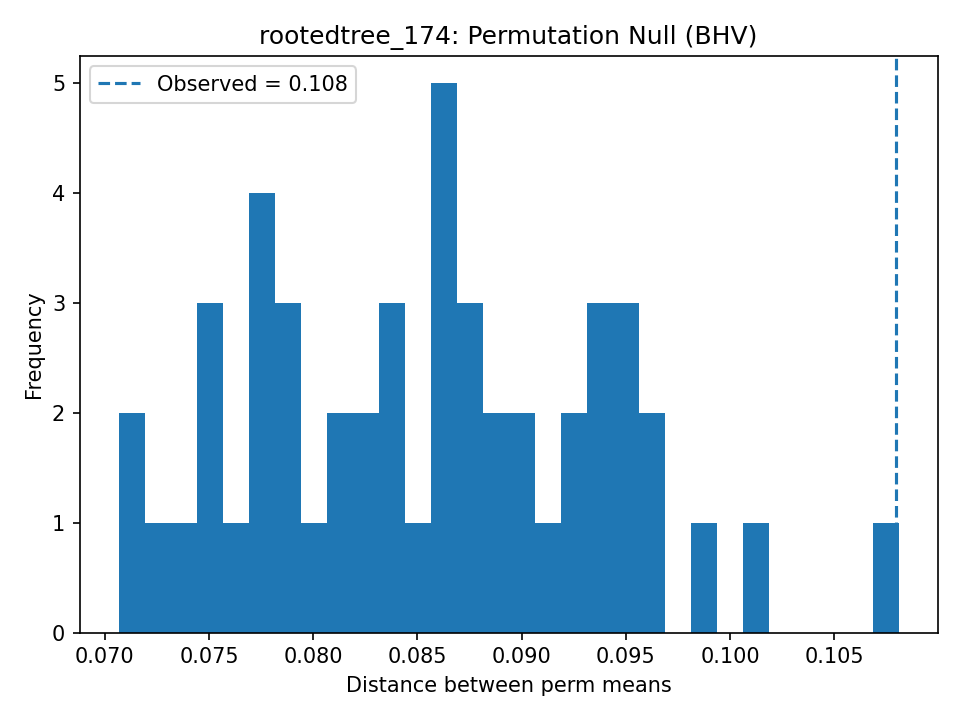 rootedtree_174: Permutation Null (BHV)
Observed = 0.108
5
4
3
2
1
0
Frequency
0.070 0.075 0.080 0.085 0.090 0.095 0.100 0.105
Distance between perm means